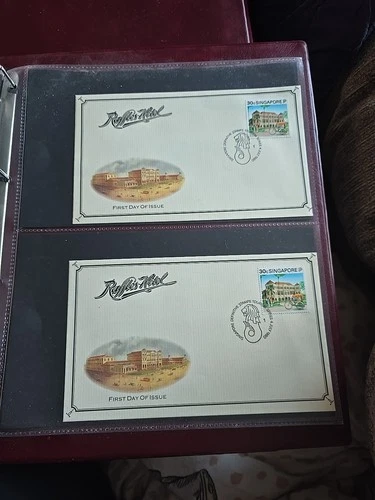 Raffles Hotel
30c SINGAPORE
FIRST DAY OF ISSUE
Raffles Hotel
30c SINGAPORE
FIRST DAY OF ISSUE